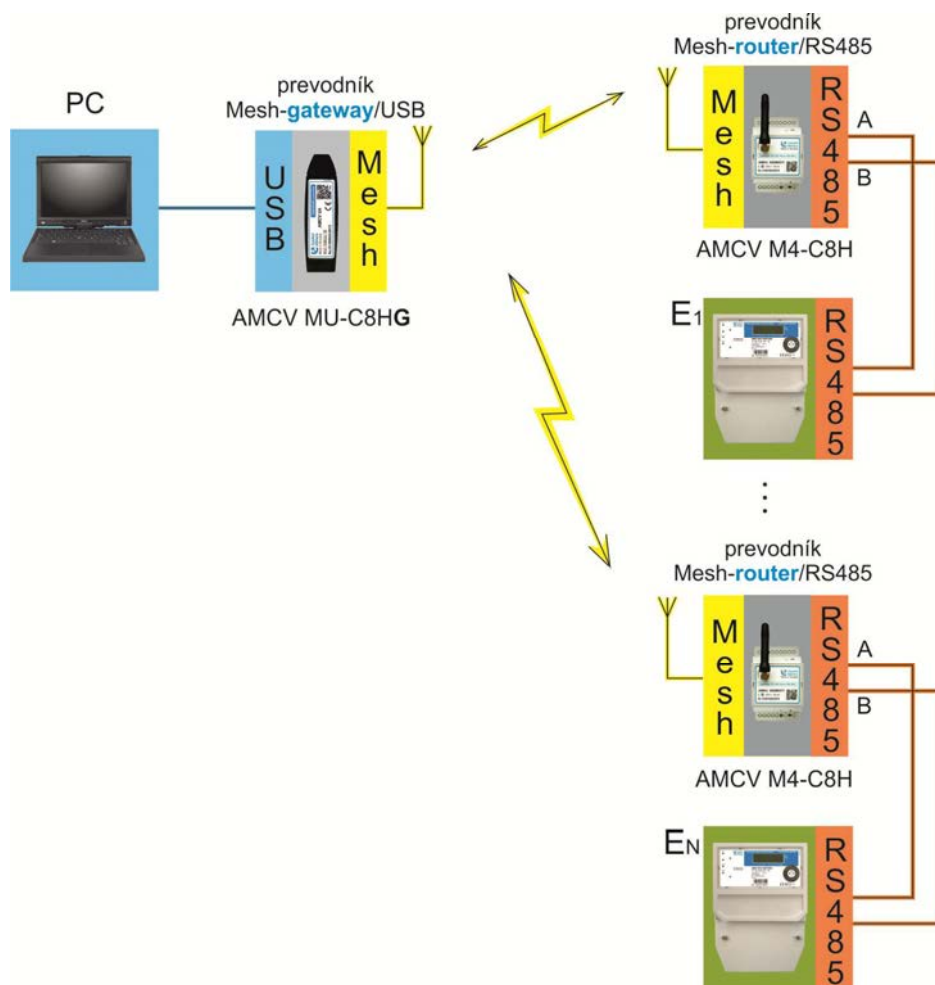 PC
prevodník
Mesh-gateway/USB
USB
Mesh
AMCV MU-C8HG
prevodník
Mesh-router/RS485
Mesh
RS485
A
B
AMCV M4-C8H
E1
RS485
⋮
prevodník
Mesh-router/RS485
Mesh
RS485
A
B
AMCV M4-C8H
EN
RS485